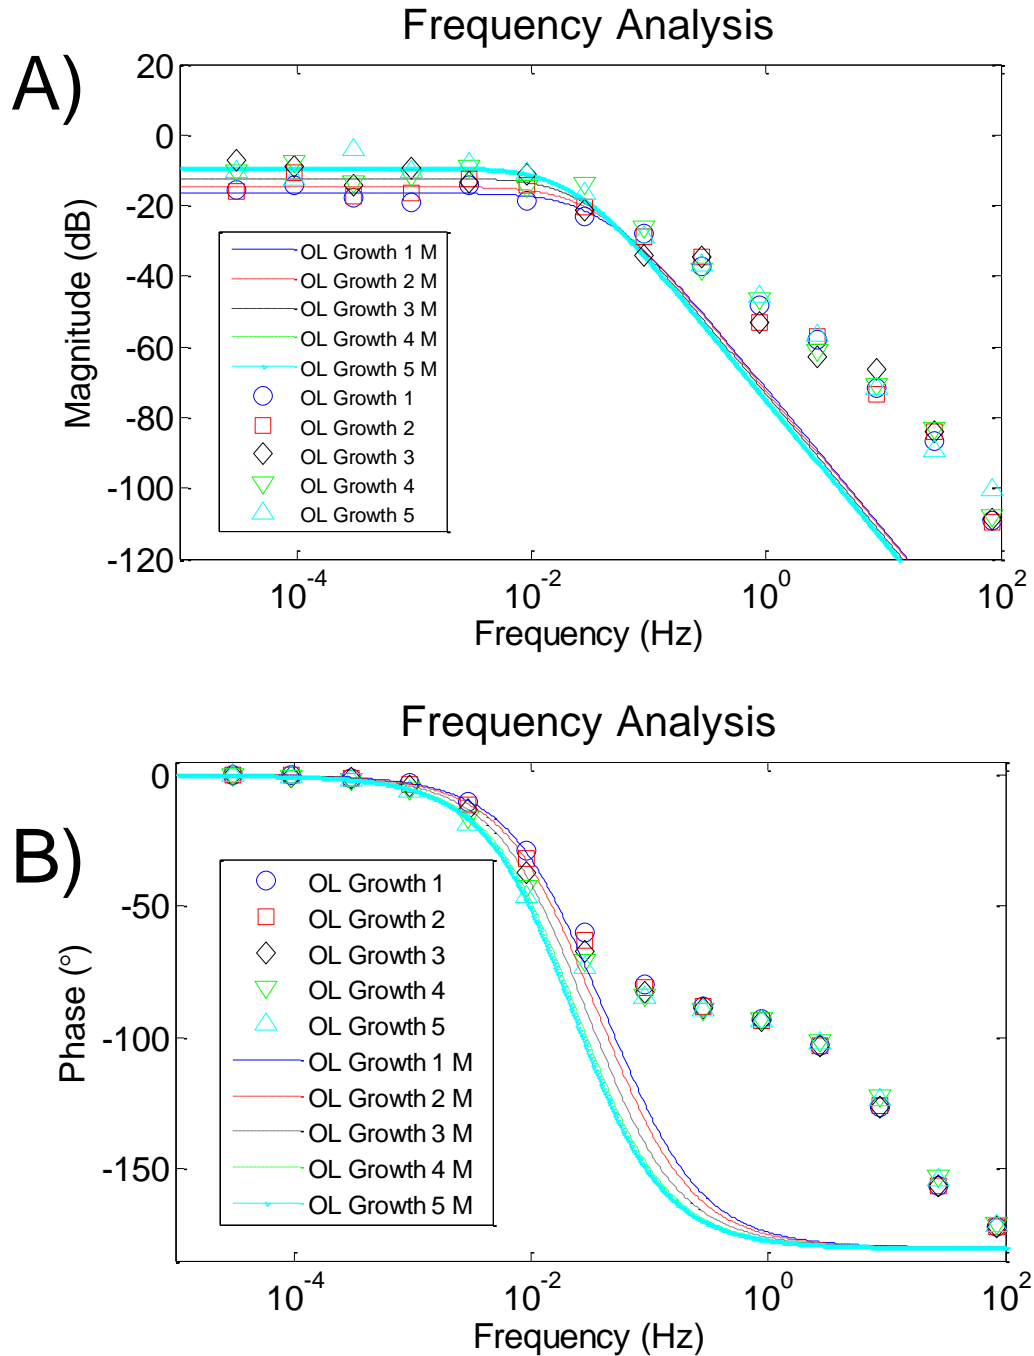 Frequency Analysis
A)
20
0
-20
-40
-60
-80
-100
-120
Magnitude (dB)
OL Growth 1 M
OL Growth 2 M
OL Growth 3 M
OL Growth 4 M
OL Growth 5 M
OL Growth 1
OL Growth 2
OL Growth 3
OL Growth 4
OL Growth 5
10-4 10-2 100 102
Frequency (Hz)
Frequency Analysis
B)
0
-50
-100
-150
Phase (°)
OL Growth 1
OL Growth 2
OL Growth 3
OL Growth 4
OL Growth 5
OL Growth 1 M
OL Growth 2 M
OL Growth 3 M
OL Growth 4 M
OL Growth 5 M
10-4 10-2 100 102
Frequency (Hz)